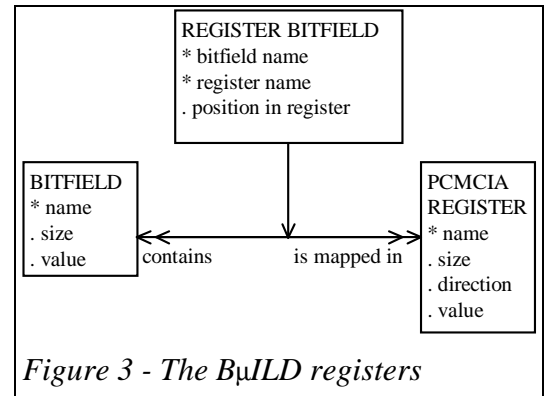 REGISTER BITFIELD
* bitfield name
* register name
. position in register
BITFIELD
* name
. size
. value
contains
is mapped in
PCMCIA
REGISTER
* name
. size
. direction
. value
Figure 3 - The BµILD registers